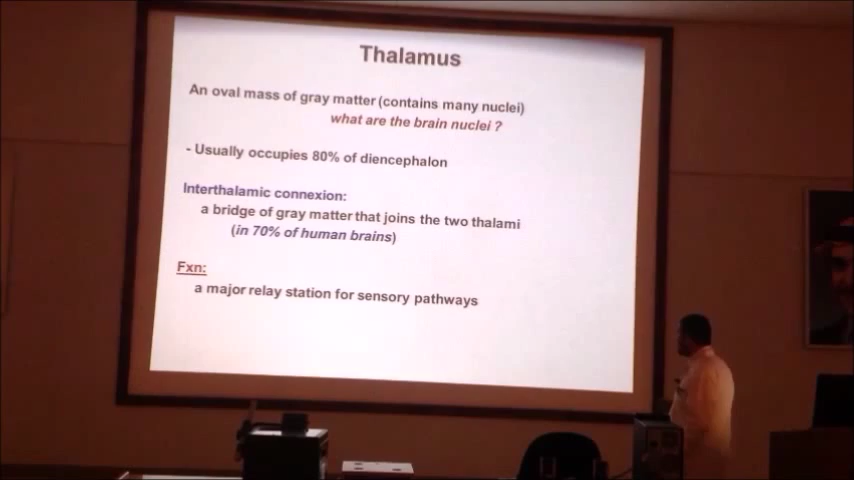 Thalamus
An oval mass of gray matter (contains many nuclei)
what are the brain nuclei ?
- Usually occupies 80% of diencephalon
Interthalamic connexion:
a bridge of gray matter that joins the two thalami
(in 70% of human brains)
Fxn:
a major relay station for sensory pathways